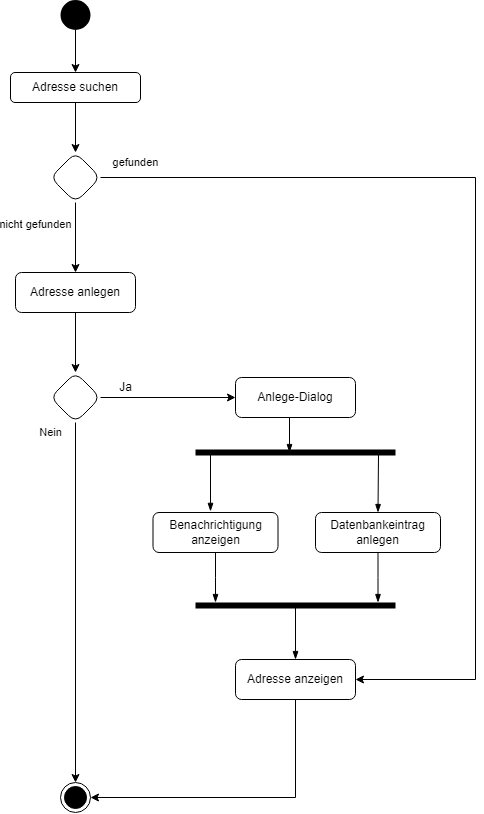 Adresse suchen
gefunden
nicht gefunden
Adresse anlegen
Ja
Anlege-Dialog
Nein
Benachrichtigung
anzeigen
Datenbankeintrag
anlegen
Adresse anzeigen